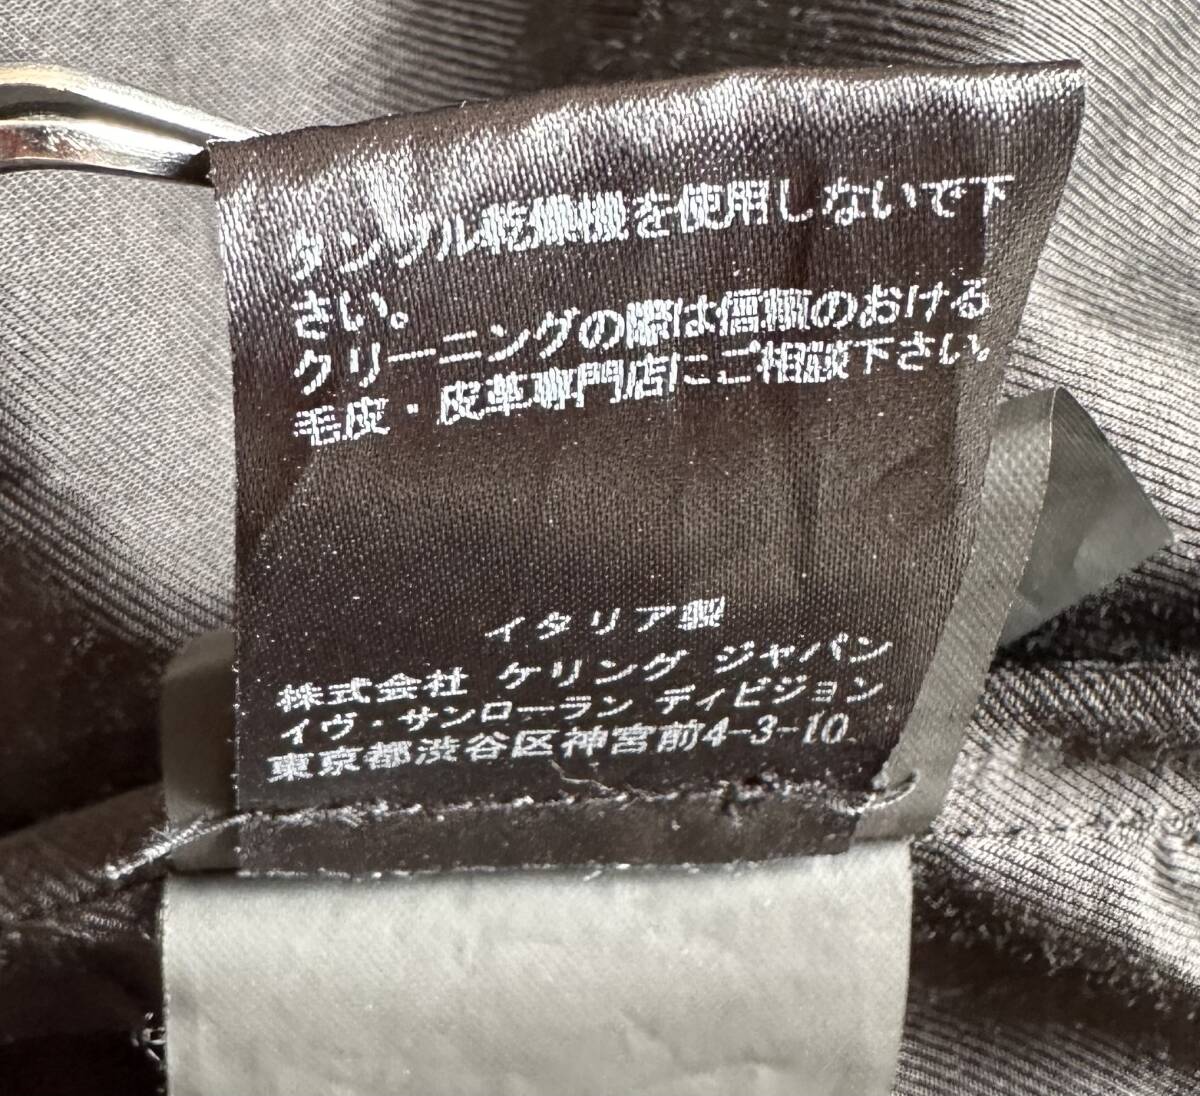 タンブル乾燥機を使用しないで下
さい。
クリーニングの際は信頼のおける
毛皮・皮革専門店にご相談下さい。
イタリア製
株式会社 ケリング ジャパン
イヴ・サンローラン ディビジョン
東京都渋谷区神宮前4-3-10